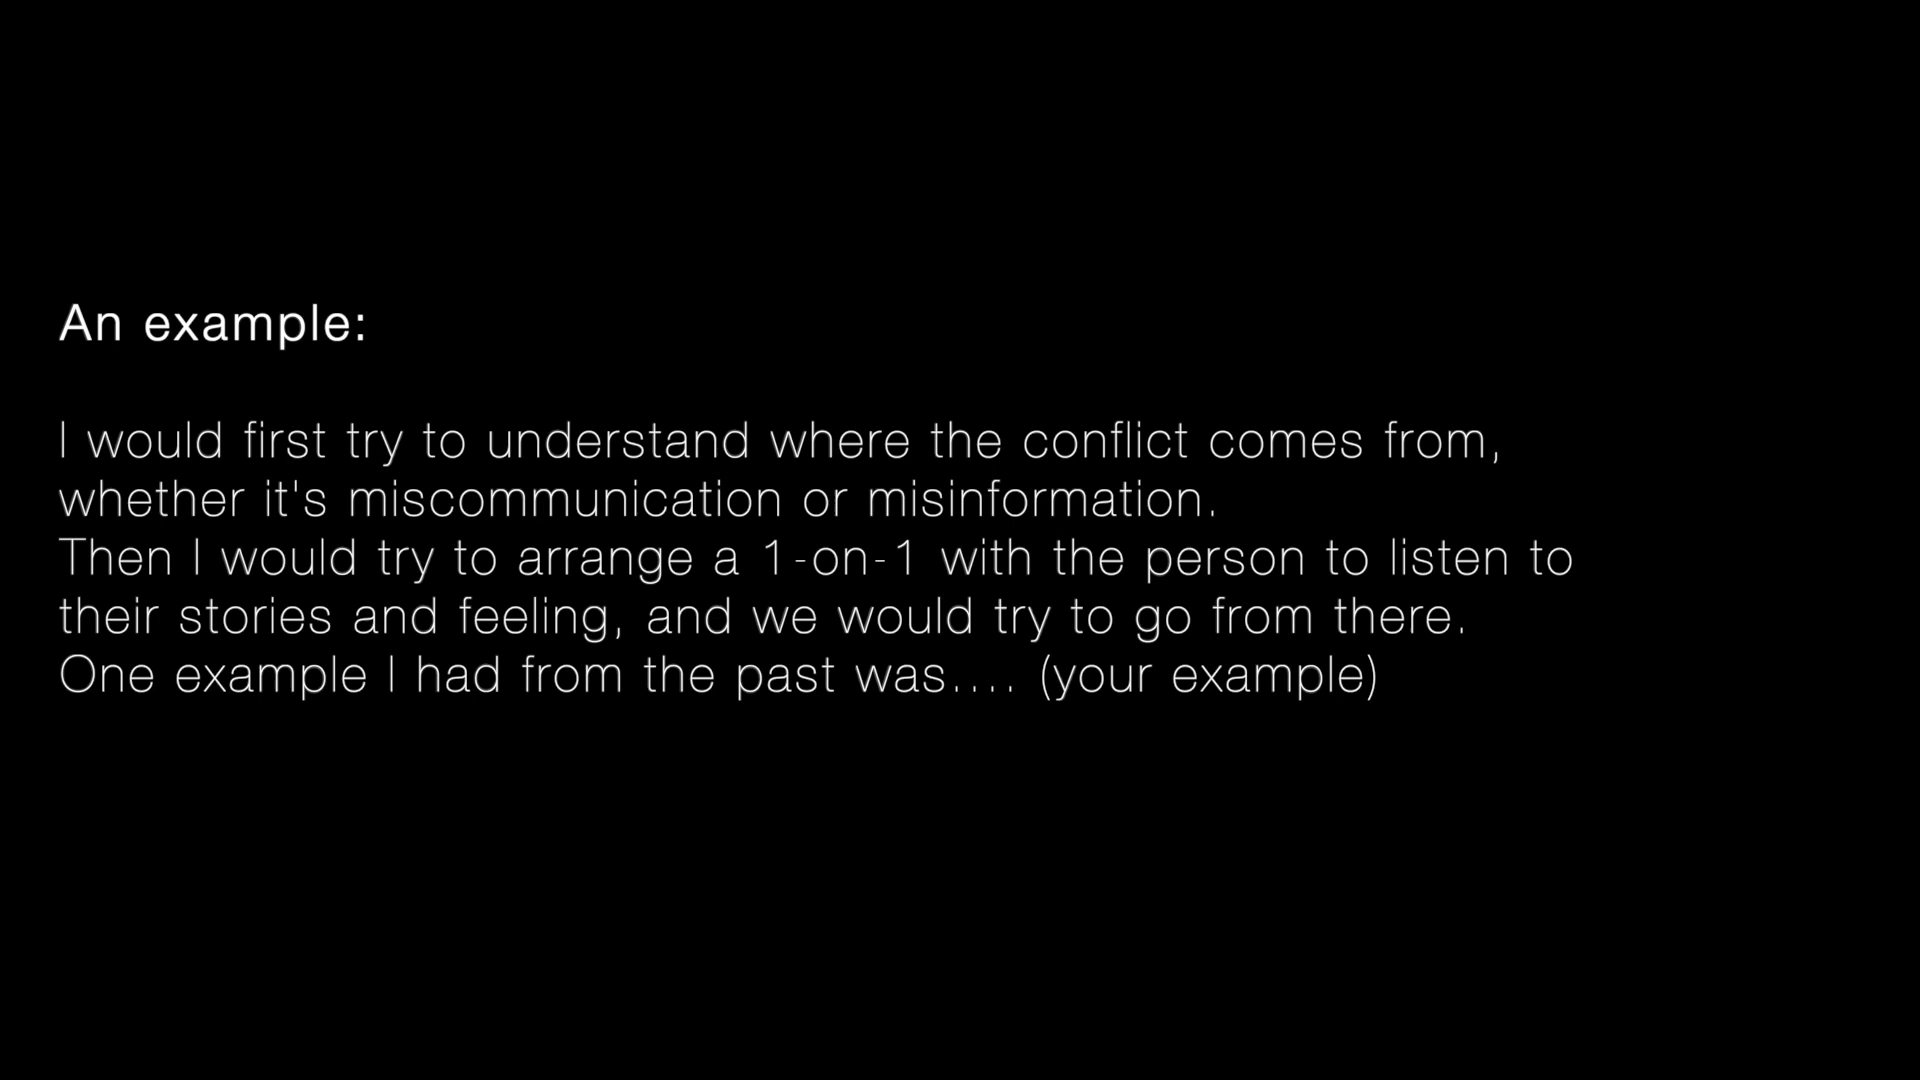 An example:
I would first try to understand where the conflict comes from,
whether it's miscommunication or misinformation.
Then I would try to arrange a 1-on-1 with the person to listen to
their stories and feeling, and we would try to go from there.
One example I had from the past was.... (your example)